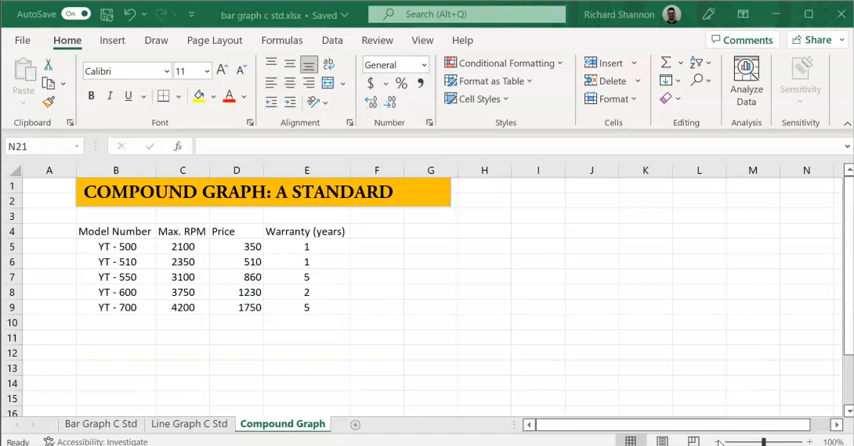 AutoSave On bar graph c std.xlsx • Saved Search (Alt+Q) Richard Shannon
File Home Insert Draw Page Layout Formulas Data Review View Help Comments Share
Paste Calibri 11 A A ab General Conditional Formatting Insert Σ Analyze Data Sensitivity
B I U A $ % Format as Table Delete
Cell Styles Format
Clipboard Font Alignment Number Styles Cells Editing Analysis Sensitivity
N21 fx
A B C D E F G H I J K L M N
1 COMPOUND GRAPH: A STANDARD
2
3
4 Model Number Max. RPM Price Warranty (years)
5 YT - 500 2100 350 1
6 YT - 510 2350 510 1
7 YT - 550 3100 860 5
8 YT - 600 3750 1230 2
9 YT - 700 4200 1750 5
10
11
12
13
14
15
16
Bar Graph C Std Line Graph C Std Compound Graph
Ready Accessibility: Investigate 100%